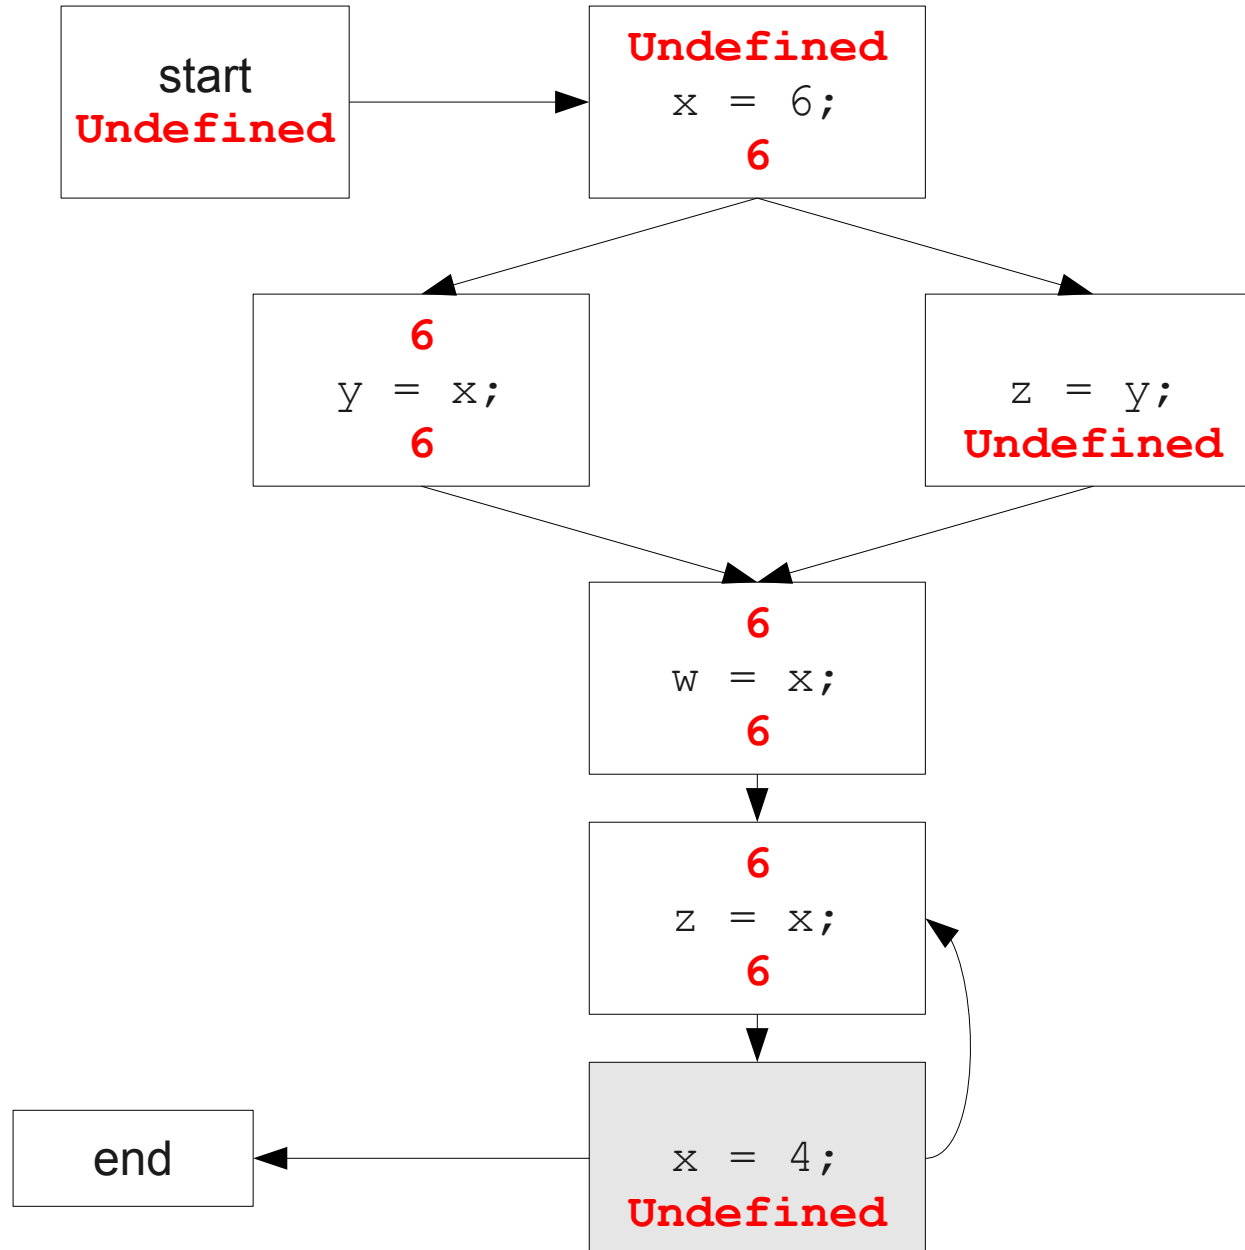 start
Undefined
Undefined
x = 6;
6
6
y = x;
6
z = y;
Undefined
6
w = x;
6
6
z = x;
6
end
x = 4;
Undefined